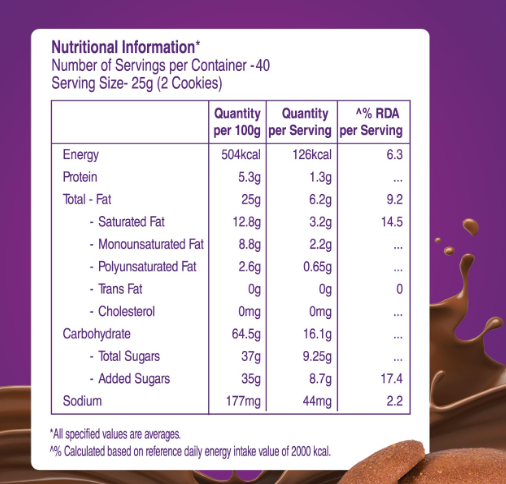 Nutritional Information*
Number of Servings per Container -40
Serving Size- 25g (2 Cookies)
Quantity per 100g Quantity per Serving ^% RDA per Serving
Energy 504kcal 126kcal 6.3
Protein 5.3g 1.3g ...
Total - Fat 25g 6.2g 9.2
- Saturated Fat 12.8g 3.2g 14.5
- Monounsaturated Fat 8.8g 2.2g ...
- Polyunsaturated Fat 2.6g 0.65g ...
- Trans Fat 0g 0g 0
- Cholesterol 0mg 0mg ...
Carbohydrate 64.5g 16.1g ...
- Total Sugars 37g 9.25g ...
- Added Sugars 35g 8.7g 17.4
Sodium 177mg 44mg 2.2
*All specified values are averages.
^% Calculated based on reference daily energy intake value of 2000 kcal.